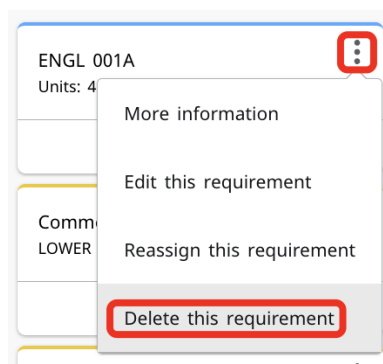 ENGL 001A
Units: 4
More information
Edit this requirement
Comm
LOWER
Reassign this requirement
Delete this requirement